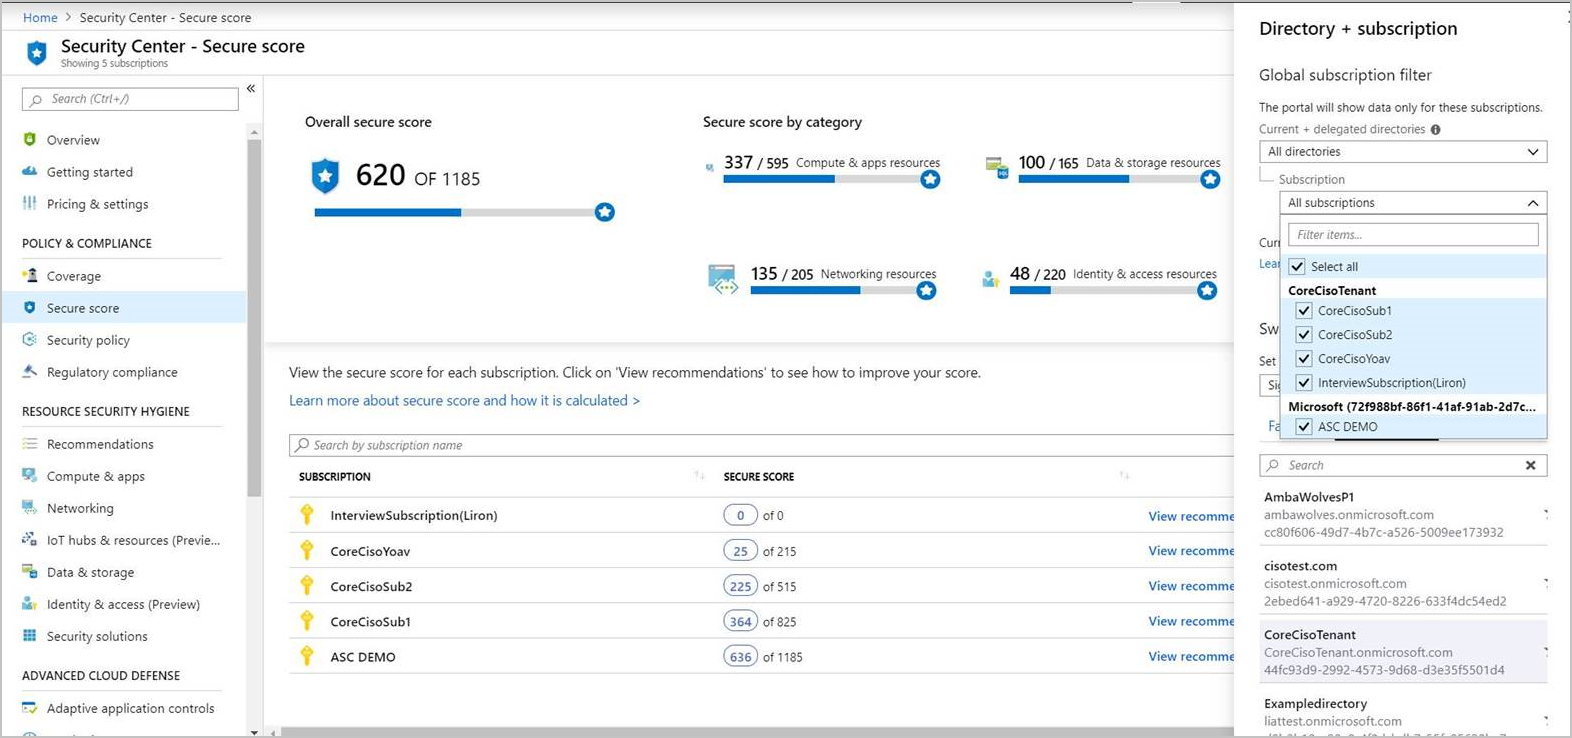 Home > Security Center - Secure score
Security Center - Secure score
Showing 5 subscriptions
Search (Ctrl+/)
«
Overview
Getting started
Pricing & settings
POLICY & COMPLIANCE
Coverage
Secure score
Security policy
Regulatory compliance
RESOURCE SECURITY HYGIENE
Recommendations
Compute & apps
Networking
IoT hubs & resources (Previe...
Data & storage
Identity & access (Preview)
Security solutions
ADVANCED CLOUD DEFENSE
Adaptive application controls
Overall secure score
620 OF 1185
Secure score by category
337 / 595 Compute & apps resources
100 / 165 Data & storage resources
135 / 205 Networking resources
48 / 220 Identity & access resources
View the secure score for each subscription. Click on 'View recommendations' to see how to improve your score.
Learn more about secure score and how it is calculated >
Search by subscription name
SUBSCRIPTION SECURE SCORE
InterviewSubscription(Liron) 0 of 0 View recomme
CoreCisoYoav 25 of 215 View recomme
CoreCisoSub2 225 of 515 View recomme
CoreCisoSub1 364 of 825 View recomme
ASC DEMO 636 of 1185 View recomme
Directory + subscription
Global subscription filter
The portal will show data only for these subscriptions.
Current + delegated directories
All directories
Subscription
All subscriptions
Filter items...
Select all
CoreCisoTenant
CoreCisoSub1
CoreCisoSub2
CoreCisoYoav
InterviewSubscription(Liron)
Microsoft (72f988bf-86f1-41af-91ab-2d7c...
ASC DEMO
Curr
Lear
Sw
Set
Sig
Fa
Search
AmbaWolvesP1
ambawolves.onmicrosoft.com
cc80f606-49d7-4b7c-a526-5009ee173932
cisotest.com
cisotest.onmicrosoft.com
2ebed641-a929-4720-8226-633f4dc54ed2
CoreCisoTenant
CoreCisoTenant.onmicrosoft.com
44fc93d9-2992-4573-9d68-d3e35f5501d4
Exampledirectory
liattest.onmicrosoft.com